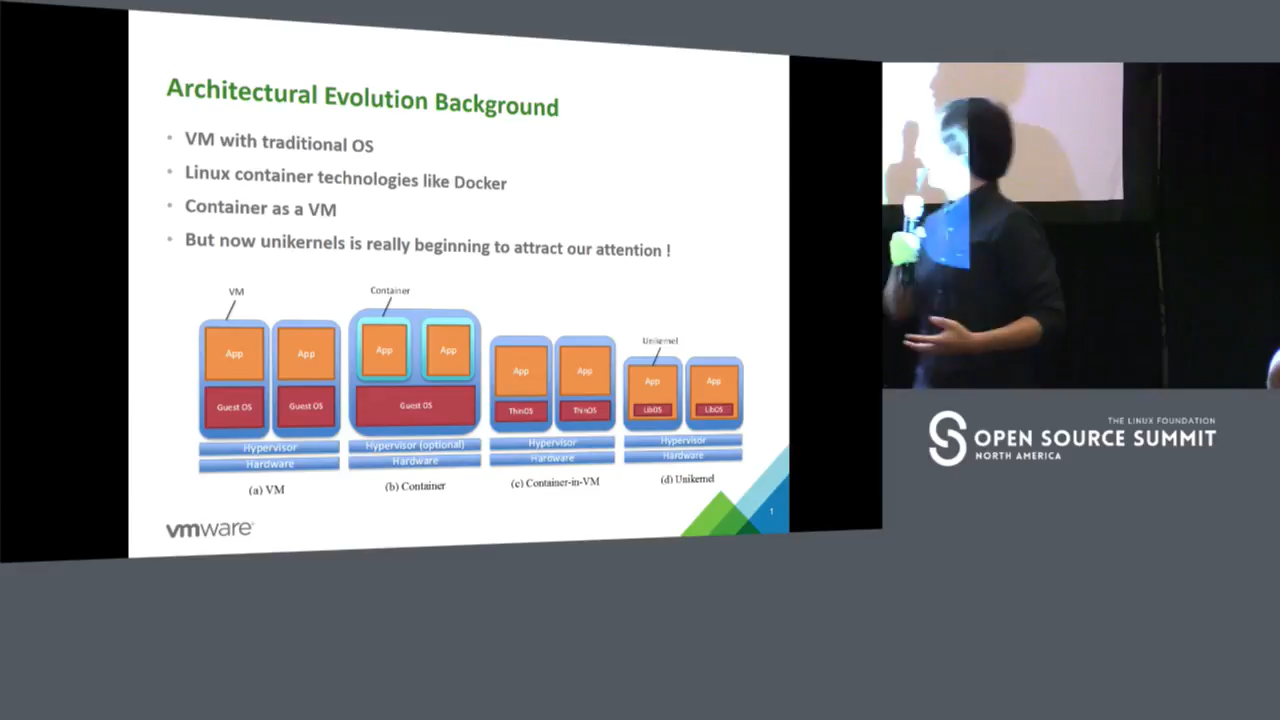 Architectural Evolution Background
• VM with traditional OS
• Linux container technologies like Docker
• Container as a VM
• But now unikernels is really beginning to attract our attention !
VM
Container
Unikernel
App
App
App
App
App
App
App
App
Guest OS
Guest OS
Guest OS
ThinOS
ThinOS
LibOS
LibOS
Hypervisor
Hypervisor (optional)
Hypervisor
Hypervisor
Hardware
Hardware
Hardware
Hardware
(a) VM
(b) Container
(c) Container-in-VM
(d) Unikernel
vmware®
1
THE LINUX FOUNDATION
OPEN SOURCE SUMMIT
NORTH AMERICA